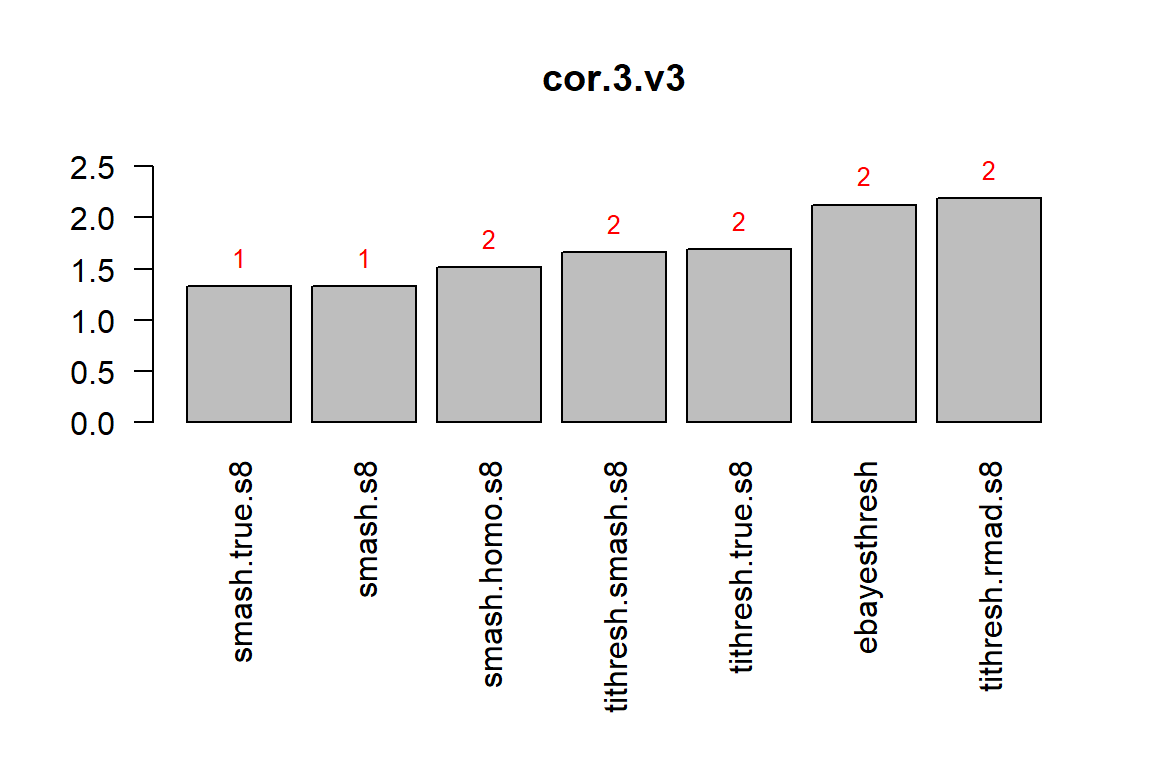 cor.3.v3
2.5
2.0
1.5
1.0
0.5
0.0
1
1
2
2
2
2
2
smash.true.s8
smash.s8
smash.homo.s8
tithresh.smash.s8
tithresh.true.s8
ebayesthresh
tithresh.rmad.s8